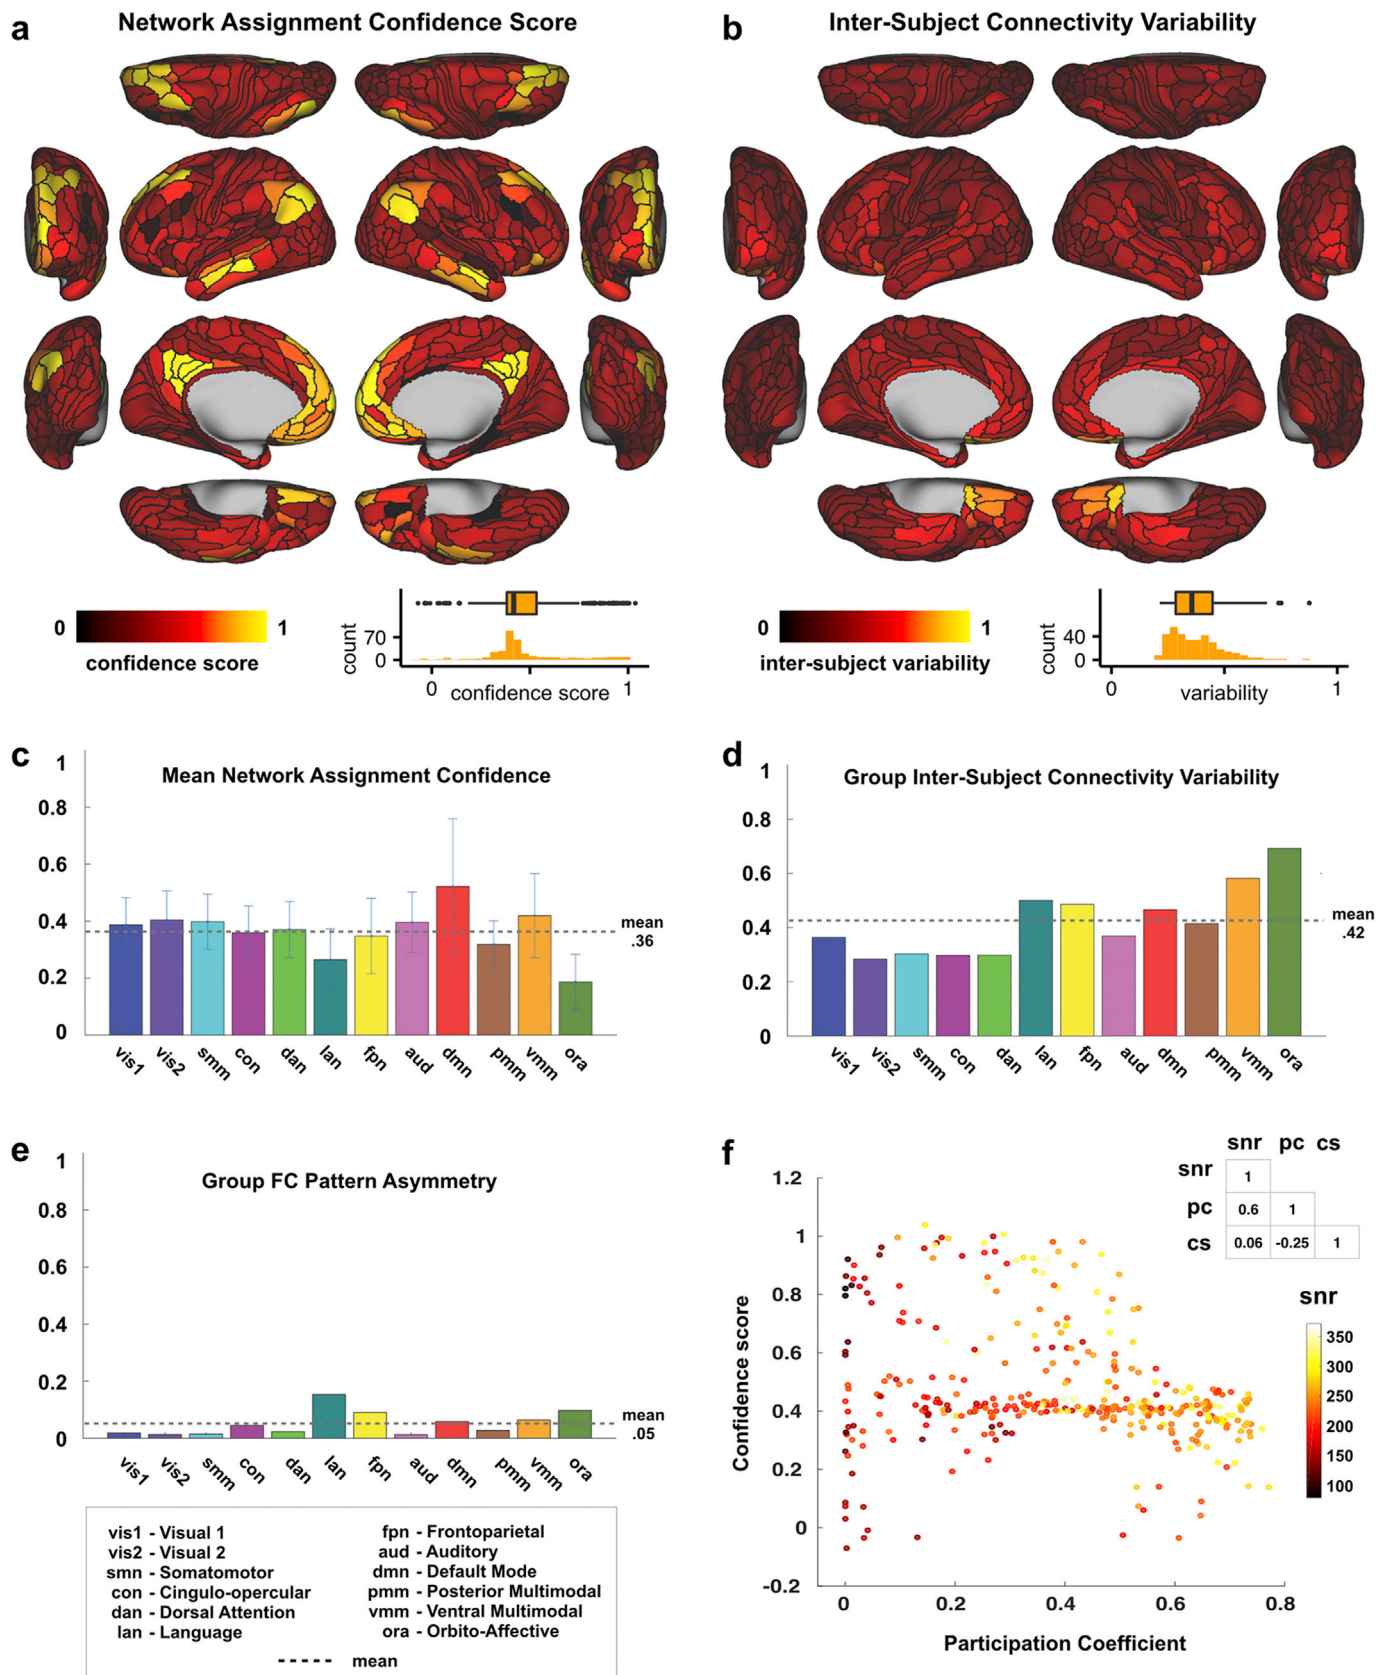 a
Network Assignment Confidence Score
b
Inter-Subject Connectivity Variability
0
1
confidence score
count
70
0
0
confidence score
1
0
1
inter-subject variability
count
40
0
0
variability
1
c
Mean Network Assignment Confidence
1
0.8
0.6
0.4
0.2
0
mean
.36
vis1
vis2
smm
con
dan
lan
fpn
aud
dmn
pmm
vmm
ora
d
Group Inter-Subject Connectivity Variability
1
0.8
0.6
0.4
0.2
0
mean
.42
vis1
vis2
smm
con
dan
lan
fpn
aud
dmn
pmm
vmm
ora
e
Group FC Pattern Asymmetry
1
0.8
0.6
0.4
0.2
0
mean
.05
vis1
vis2
smm
con
dan
lan
fpn
aud
dmn
pmm
vmm
ora
vis1 - Visual 1
vis2 - Visual 2
smn - Somatomotor
con - Cingulo-opercular
dan - Dorsal Attention
lan - Language
fpn - Frontoparietal
aud - Auditory
dmn - Default Mode
pmm - Posterior Multimodal
vmm - Ventral Multimodal
ora - Orbito-Affective
mean
f
snr pc cs
snr 1
pc 0.6 1
cs 0.06 -0.25 1
snr
350
300
250
200
150
100
Confidence score
1.2
1
0.8
0.6
0.4
0.2
0
-0.2
0 0.2 0.4 0.6 0.8
Participation Coefficient